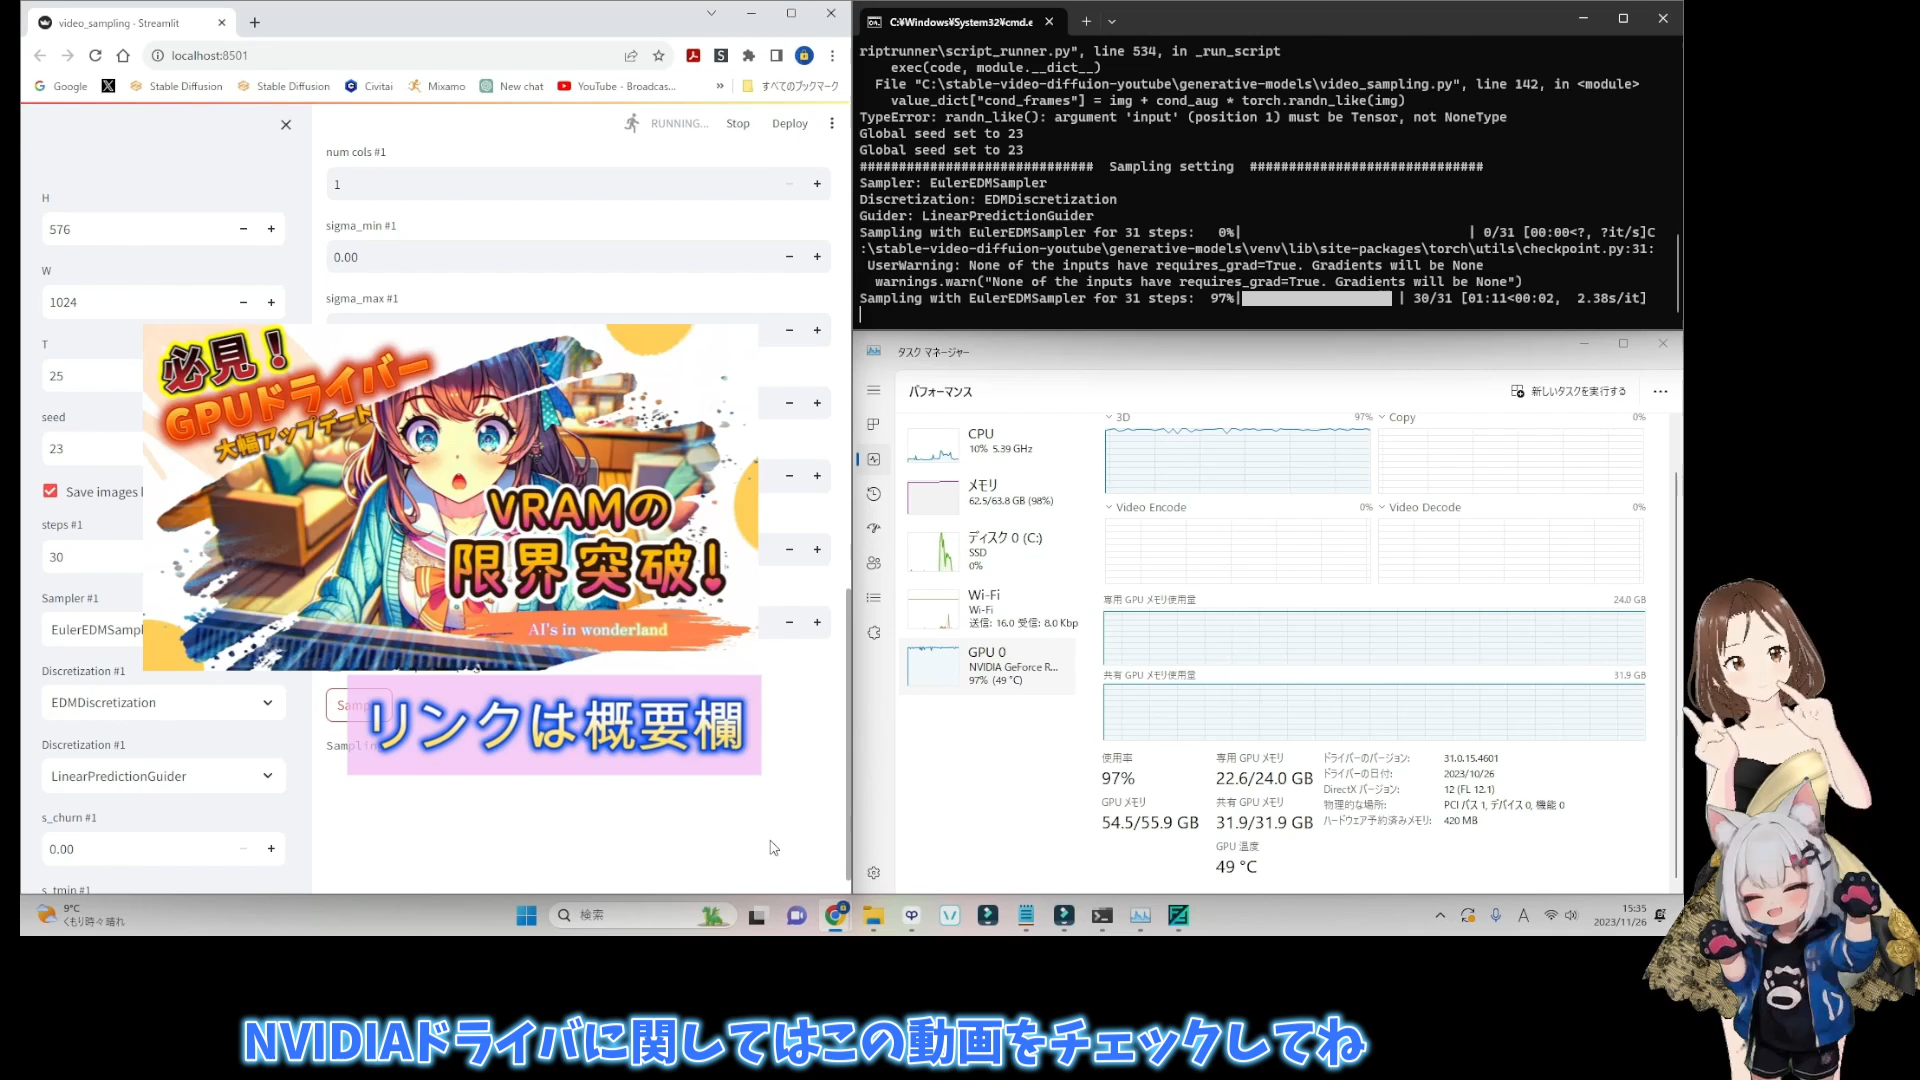 video_sampling - Streamlit
localhost:8501
Google
Stable Diffusion
Stable Diffusion
Civitai
Mixamo
New chat
YouTube - Broadcas...
»
すべてのブックマーク
RUNNING...
Stop
Deploy
H
576
W
1024
T
25
seed
23
Save images
steps #1
30
Sampler #1
EulerEDMSampl
Discretization #1
EDMDiscretization
Discretization #1
LinearPredictionGuider
s_churn #1
0.00
s_tmin #1
num cols #1
1
sigma_min #1
0.00
sigma_max #1
必見！
GPUドライバー
大幅アップデート
VRAMの
限界突破!
AI's in wonderland
Sam
リンクは概要欄
Samplin
C:¥Windows¥System32¥cmd.e
riptrunner\script_runner.py", line 534, in _run_script
exec(code, module.__dict__)
File "C:\stable-video-diffuion-youtube\generative-models\video_sampling.py", line 142, in <module>
value_dict["cond_frames"] = img + cond_aug * torch.randn_like(img)
TypeError: randn_like(): argument 'input' (position 1) must be Tensor, not NoneType
Global seed set to 23
Global seed set to 23
############################## Sampling setting ##############################
Sampler: EulerEDMSampler
Discretization: EDMDiscretization
Guider: LinearPredictionGuider
Sampling with EulerEDMSampler for 31 steps:   0%|                              | 0/31 [00:00<?, ?it/s]C
:\stable-video-diffuion-youtube\generative-models\venv\lib\site-packages\torch\utils\checkpoint.py:31:
UserWarning: None of the inputs have requires_grad=True. Gradients will be None
warnings.warn("None of the inputs have requires_grad=True. Gradients will be None")
Sampling with EulerEDMSampler for 31 steps:  97%| | 30/31 [01:11<00:02,  2.38s/it]
タスク マネージャー
パフォーマンス
新しいタスクを実行する
CPU
10% 5.39 GHz
メモリ
62.5/63.8 GB (98%)
ディスク 0 (C:)
SSD
0%
Wi-Fi
Wi-Fi
送信: 16.0 受信: 8.0 Kbp
GPU 0
NVIDIA GeForce R...
97% (49 °C)
3D
97%
Copy
0%
Video Encode
0%
Video Decode
0%
専用 GPU メモリ使用量
24.0 GB
共有 GPU メモリ使用量
31.9 GB
使用率
97%
専用 GPU メモリ
22.6/24.0 GB
GPU メモリ
54.5/55.9 GB
共有 GPU メモリ
31.9/31.9 GB
GPU 温度
49 °C
ドライバーのバージョン: 31.0.15.4601
ドライバーの日付: 2023/10/26
DirectX バージョン: 12 (FL 12.1)
物理的な場所: PCI バス 1, デバイス 0, 機能 0
ハードウェア予約済みメモリ: 420 MB
9°C
くもり時々晴れ
検索
A
15:35
2023/11/26
NVIDIAドライバに関してはこの動画をチェックしてね